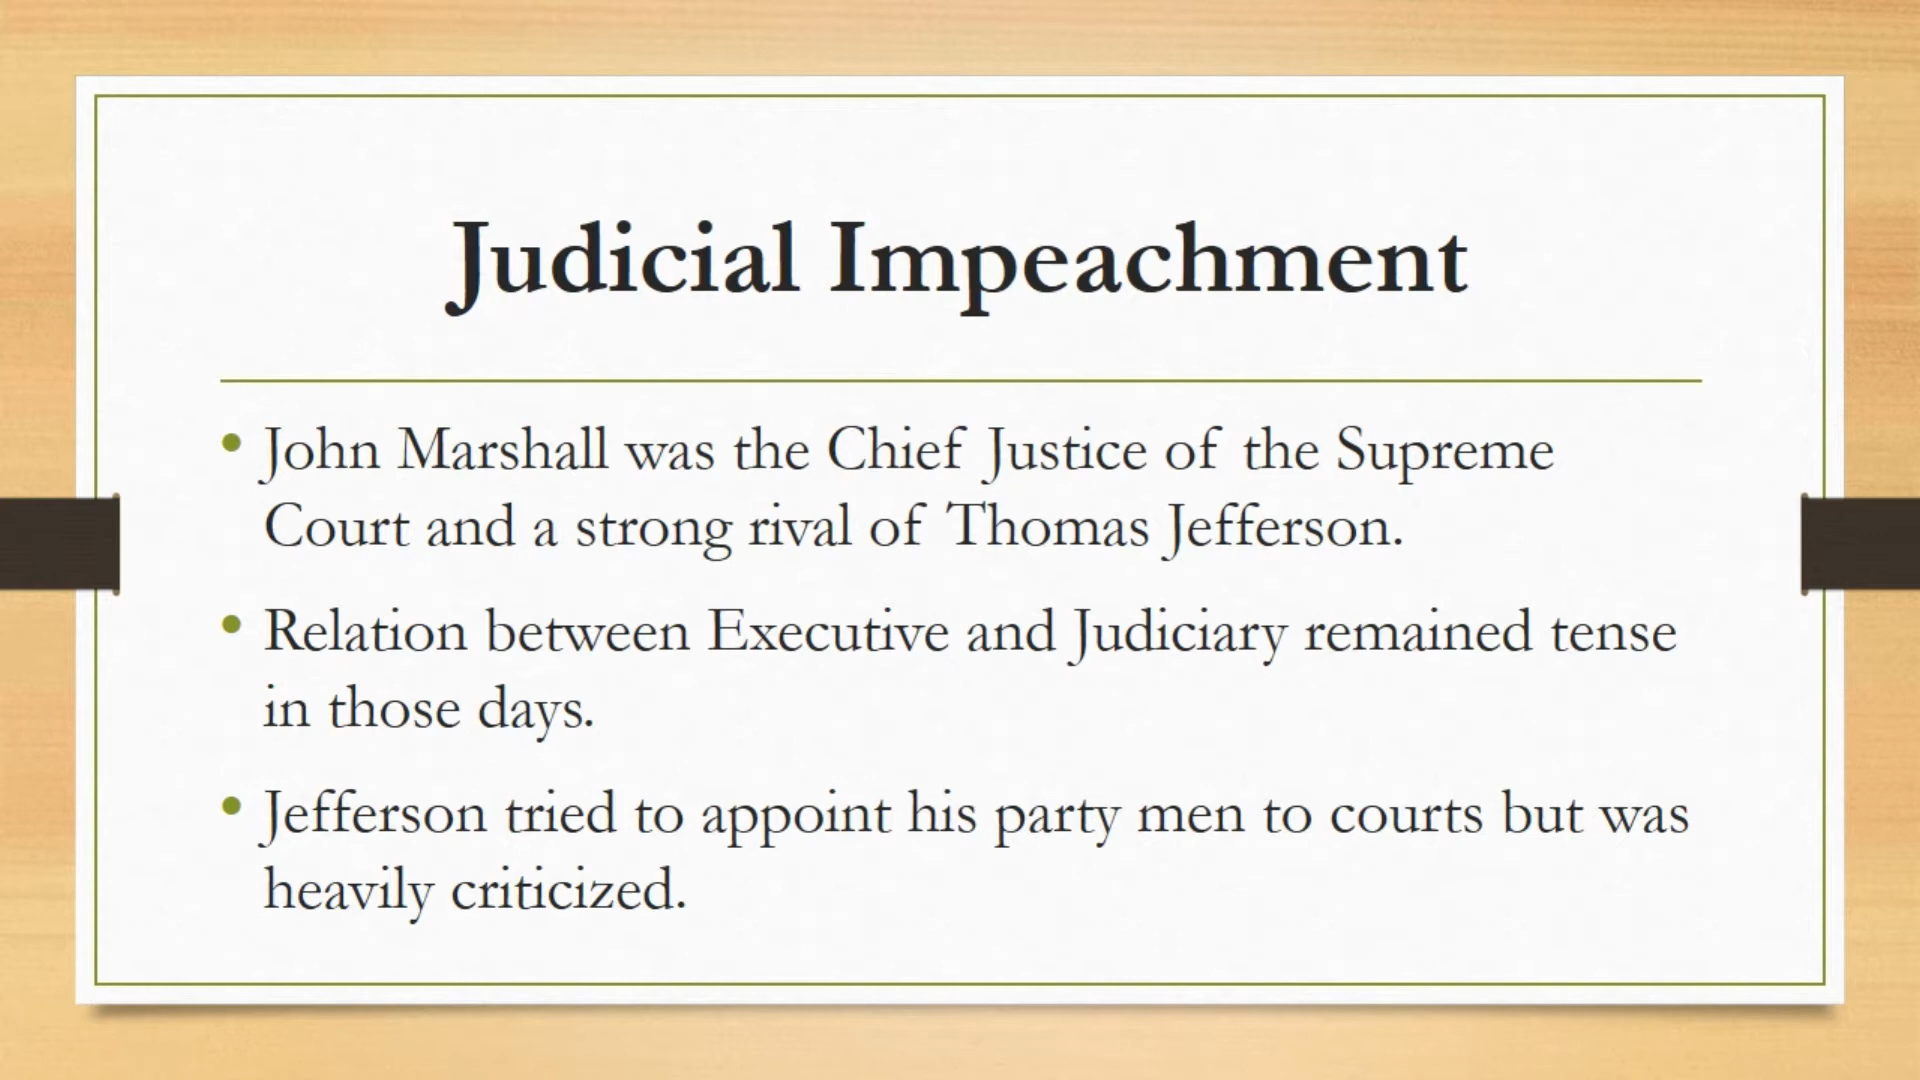 Judicial Impeachment
• John Marshall was the Chief Justice of the Supreme
Court and a strong rival of Thomas Jefferson.
• Relation between Executive and Judiciary remained tense
in those days.
• Jefferson tried to appoint his party men to courts but was
heavily criticized.